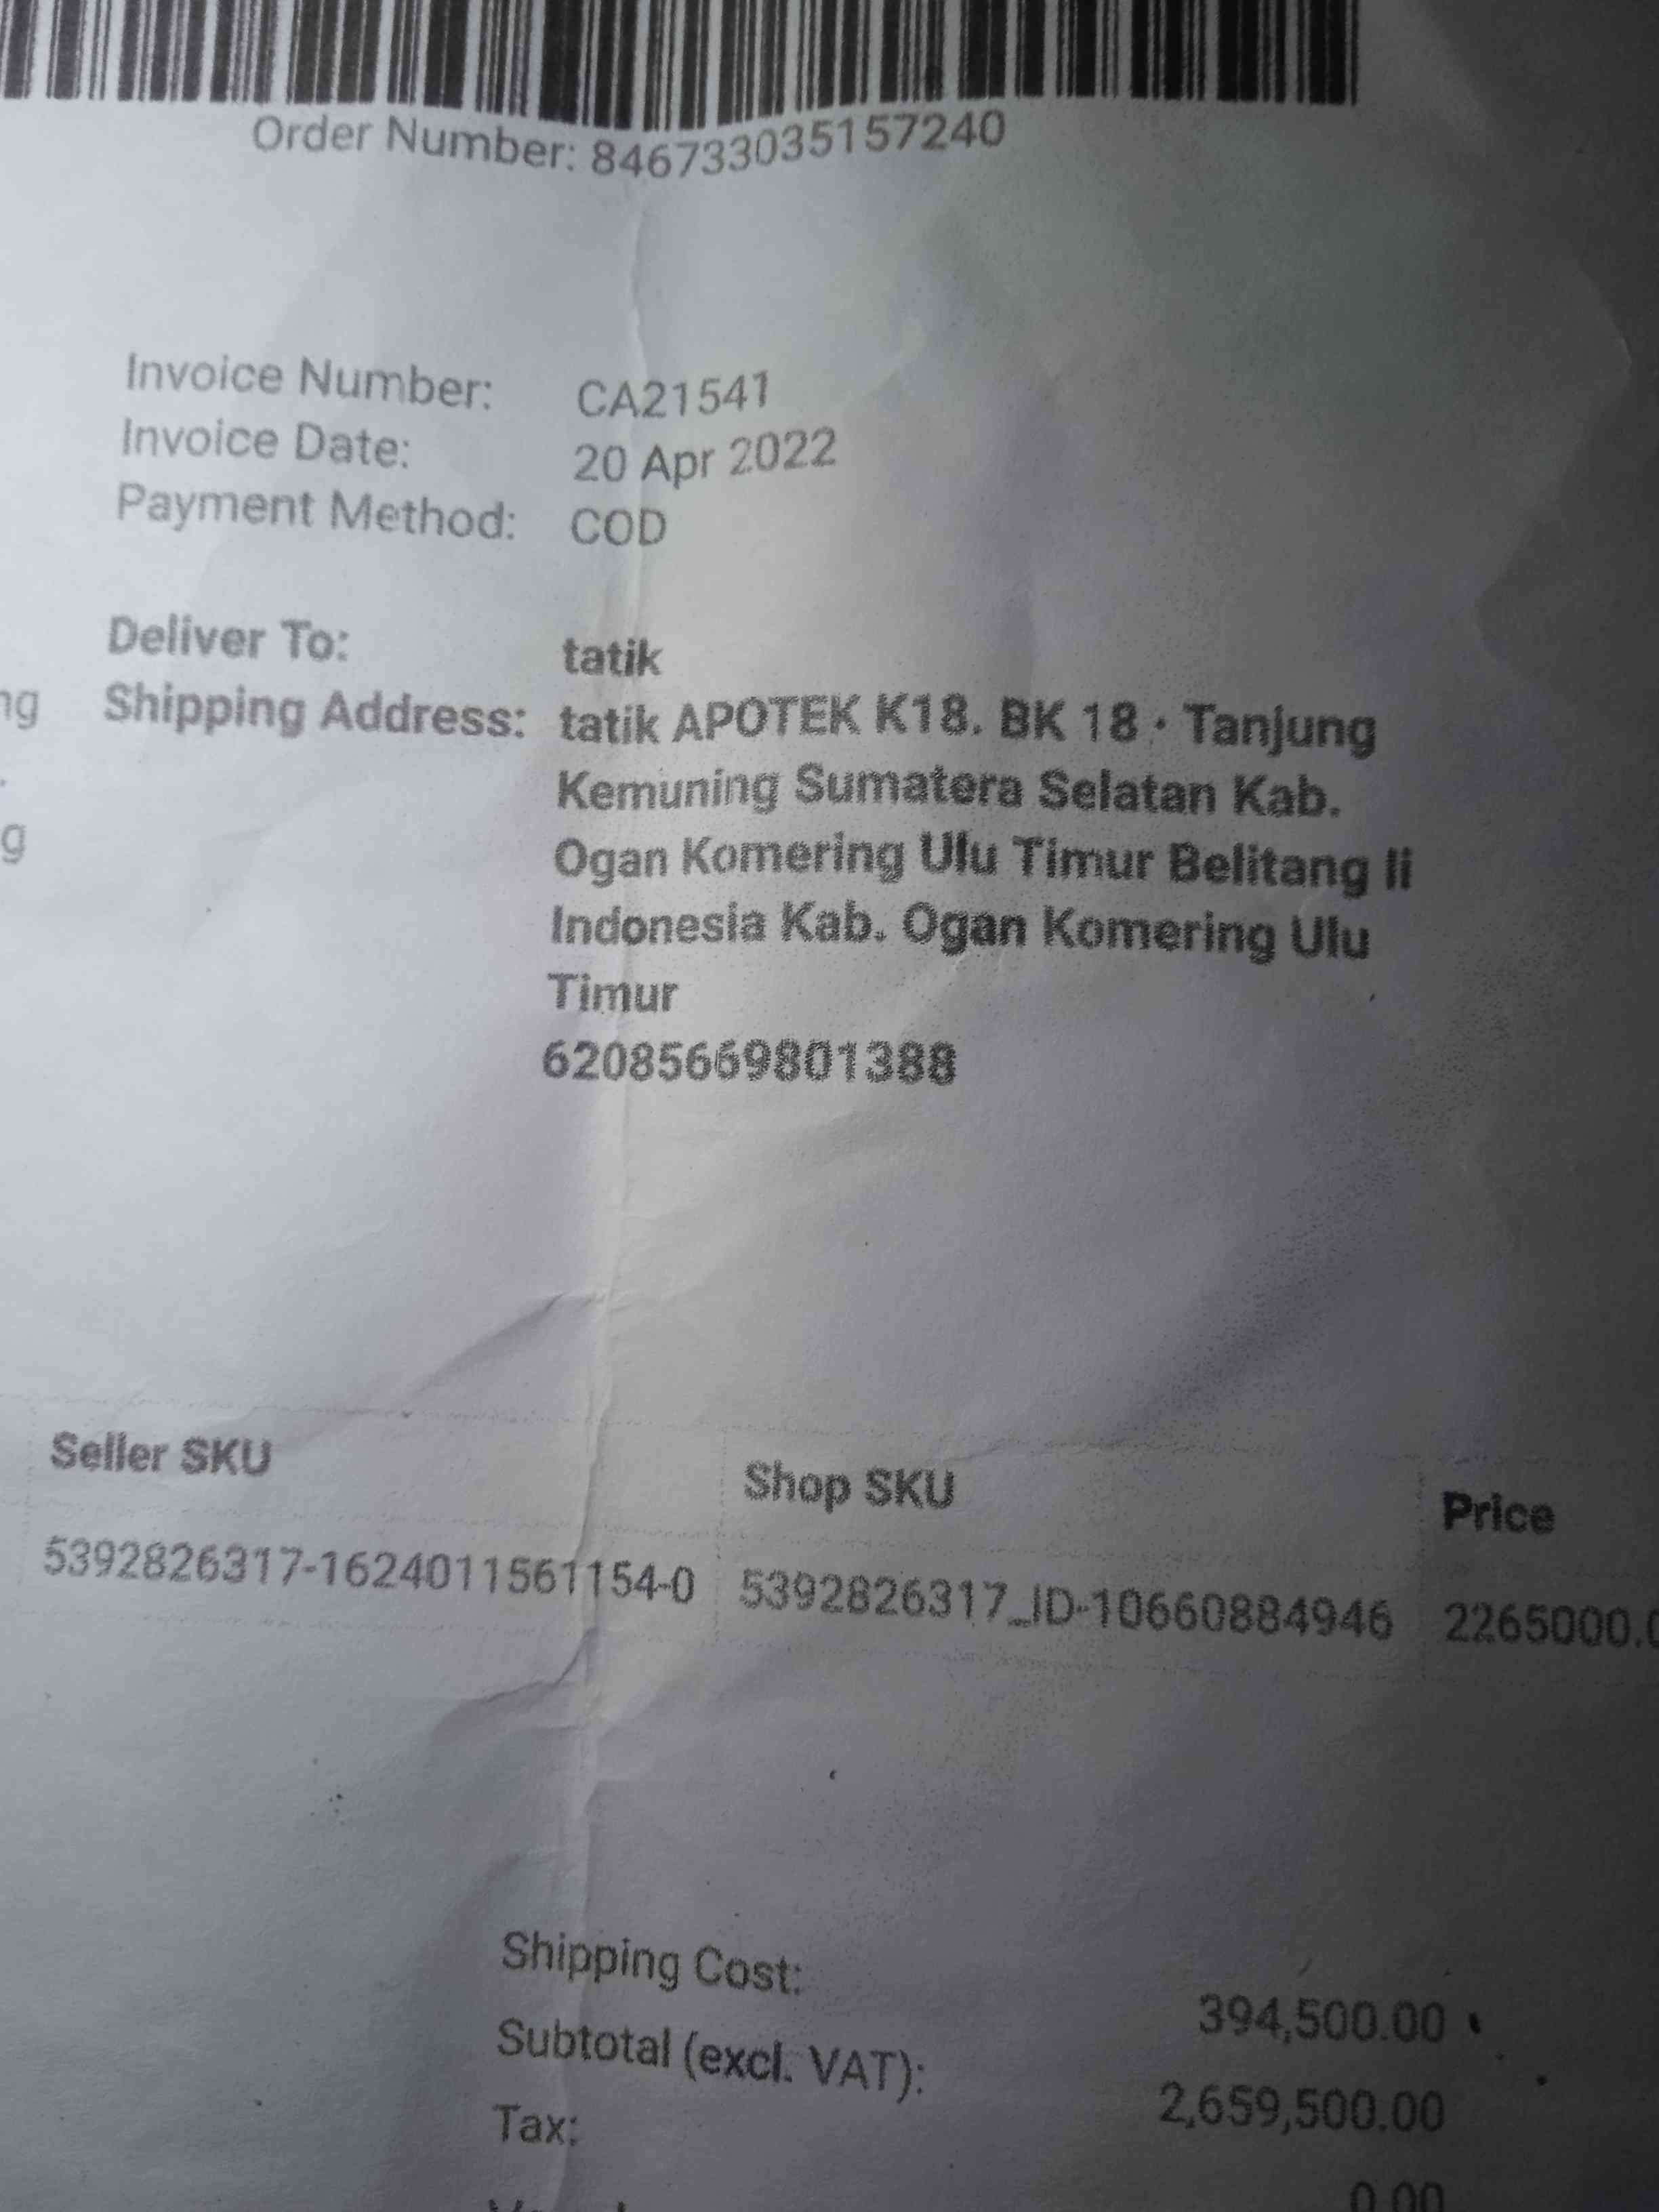 Order Number: 846733035157240
Invoice Number: CA21541
Invoice Date: 20 Apr 2022
Payment Method: COD
Deliver To: tatik
ng Shipping Address: tatik APOTEK K18. BK 18 · Tanjung
Kemuning Sumatera Selatan Kab.
g Ogan Komering Ulu Timur Belitang Ii
Indonesia Kab. Ogan Komering Ulu
Timur
62085669801388
Seller SKU Shop SKU Price
5392826317-1624011561154-0 5392826317_ID-10660884946 2265000.0
Shipping Cost: 394,500.00
Subtotal (excl. VAT): 2,659,500.00
Tax: 0.00